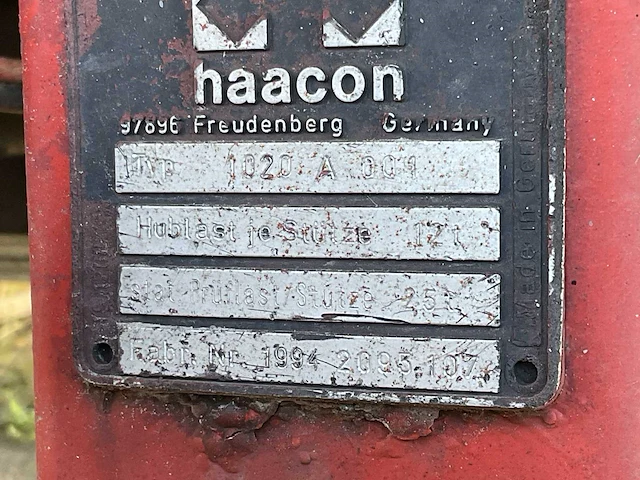 haacon
97896 Freudenberg Germany
Typ 1020 A 001
Hublast je Stütze 12 t
stat. Prüflast/Stütze 25
Fabr. Nr. 1994 2093.107
Made in Germany